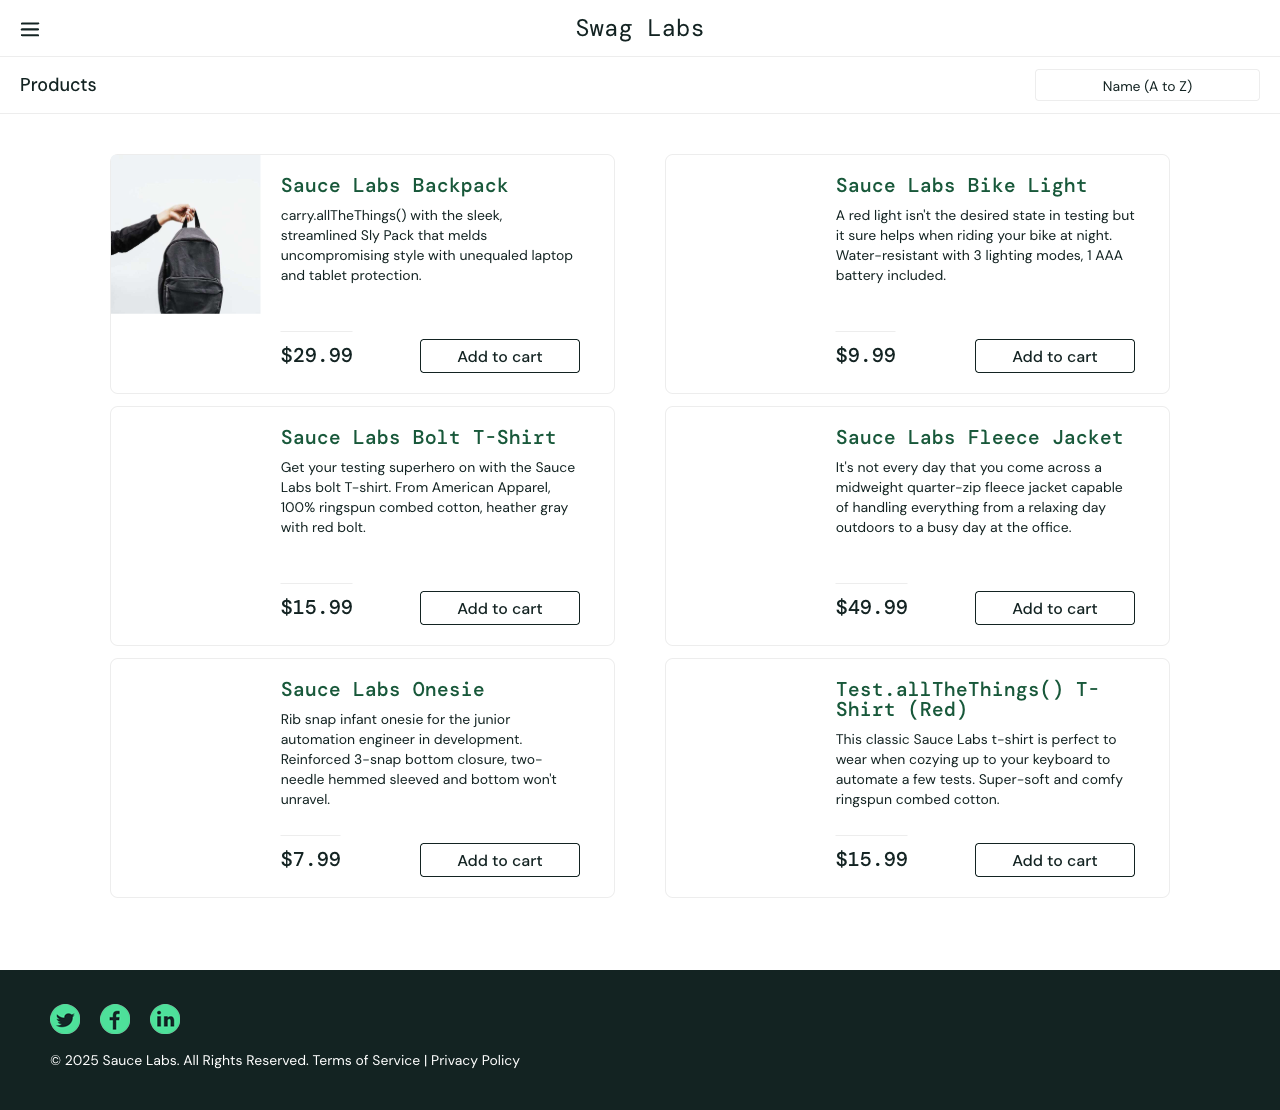 Swag Labs
Products
Name (A to Z)
Sauce Labs Backpack
carry.allTheThings() with the sleek,
streamlined Sly Pack that melds
uncompromising style with unequaled laptop
and tablet protection.
$29.99
Add to cart
Sauce Labs Bike Light
A red light isn't the desired state in testing but
it sure helps when riding your bike at night.
Water-resistant with 3 lighting modes, 1 AAA
battery included.
$9.99
Add to cart
Sauce Labs Bolt T-Shirt
Get your testing superhero on with the Sauce
Labs bolt T-shirt. From American Apparel,
100% ringspun combed cotton, heather gray
with red bolt.
$15.99
Add to cart
Sauce Labs Fleece Jacket
It's not every day that you come across a
midweight quarter-zip fleece jacket capable
of handling everything from a relaxing day
outdoors to a busy day at the office.
$49.99
Add to cart
Sauce Labs Onesie
Rib snap infant onesie for the junior
automation engineer in development.
Reinforced 3-snap bottom closure, two-
needle hemmed sleeved and bottom won't
unravel.
$7.99
Add to cart
Test.allTheThings() T-
Shirt (Red)
This classic Sauce Labs t-shirt is perfect to
wear when cozying up to your keyboard to
automate a few tests. Super-soft and comfy
ringspun combed cotton.
$15.99
Add to cart
© 2025 Sauce Labs. All Rights Reserved. Terms of Service | Privacy Policy